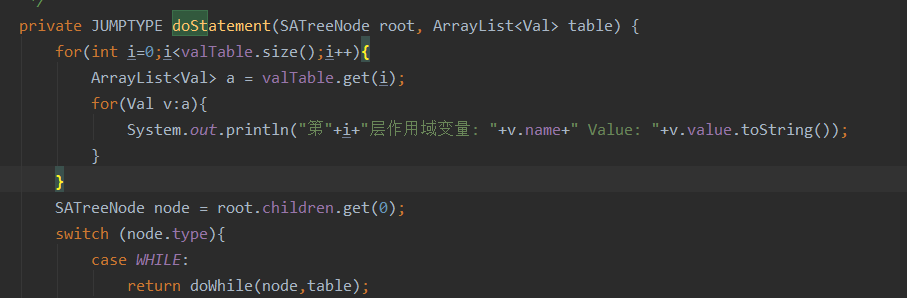 */
private JUMPTYPE doStatement(SATreeNode root, ArrayList<Val> table) {
for(int i=0;i<valTable.size();i++){
ArrayList<Val> a = valTable.get(i);
for(Val v:a){
System.out.println("第"+i+"层作用域变量: "+v.name+" Value: "+v.value.toString());
}
}
SATreeNode node = root.children.get(0);
switch (node.type){
case WHILE:
return doWhile(node,table);